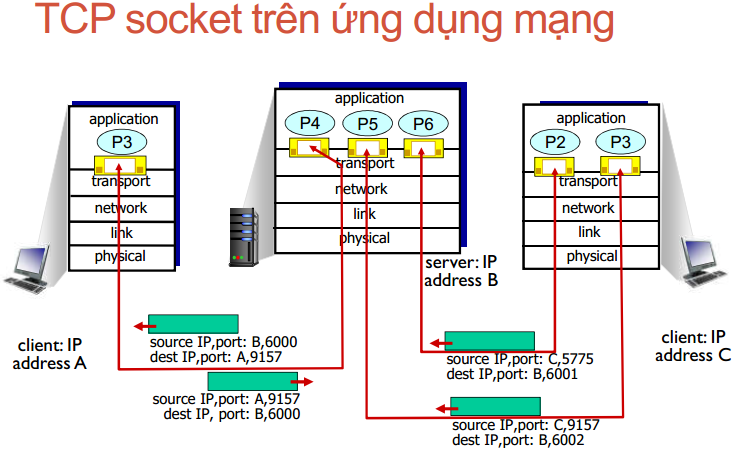 TCP socket trên ứng dụng mạng
application
P3
transport
network
link
physical
client: IP
address A
application
P4
P5
P6
transport
network
link
physical
server: IP
address B
application
P2
P3
transport
network
link
physical
client: IP
address C
source IP,port: B,6000
dest IP,port: A,9157
source IP,port: A,9157
dest IP, port: B,6000
source IP,port: C,5775
dest IP,port: B,6001
source IP,port: C,9157
dest IP,port: B,6002